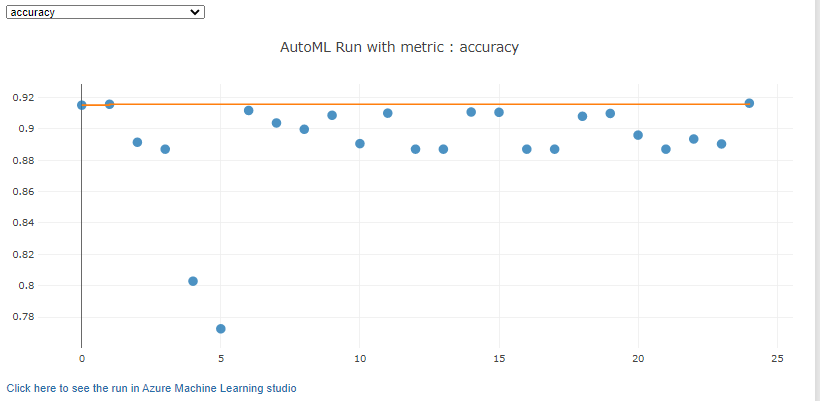 accuracy
AutoML Run with metric : accuracy
0.92
0.9
0.88
0.86
0.84
0.82
0.8
0.78
0 5 10 15 20 25
Click here to see the run in Azure Machine Learning studio